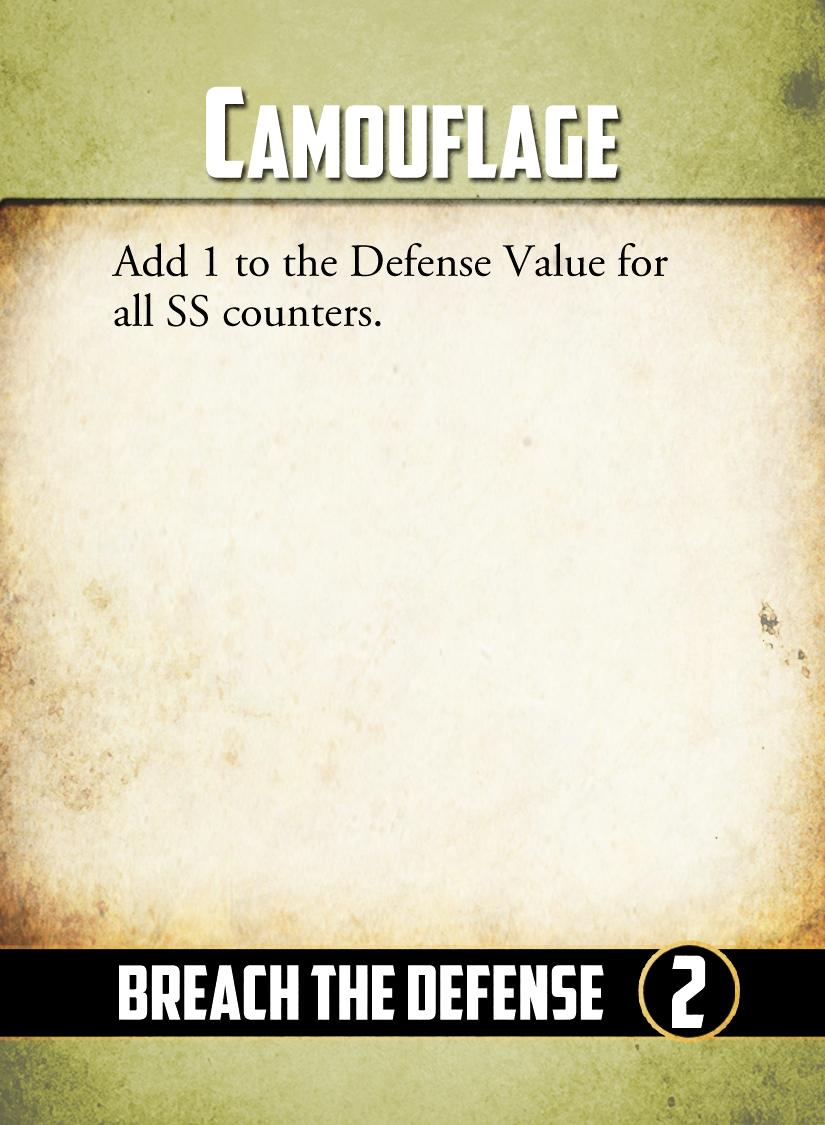 CAMOUFLAGE
Add 1 to the Defense Value for
all SS counters.
BREACH THE DEFENSE 2